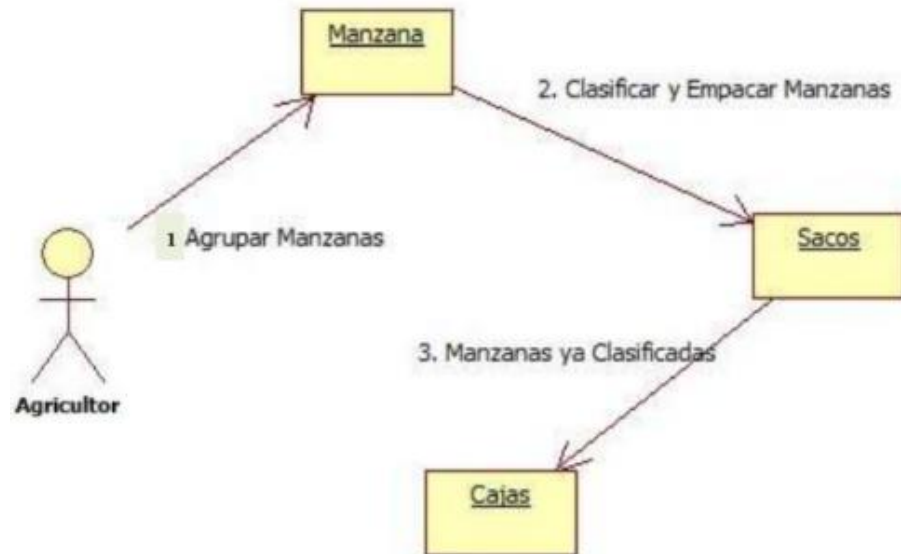 Manzana
2. Clasificar y Empacar Manzanas
1 Agrupar Manzanas
Sacos
3. Manzanas ya Clasificadas
Agricultor
Cajas